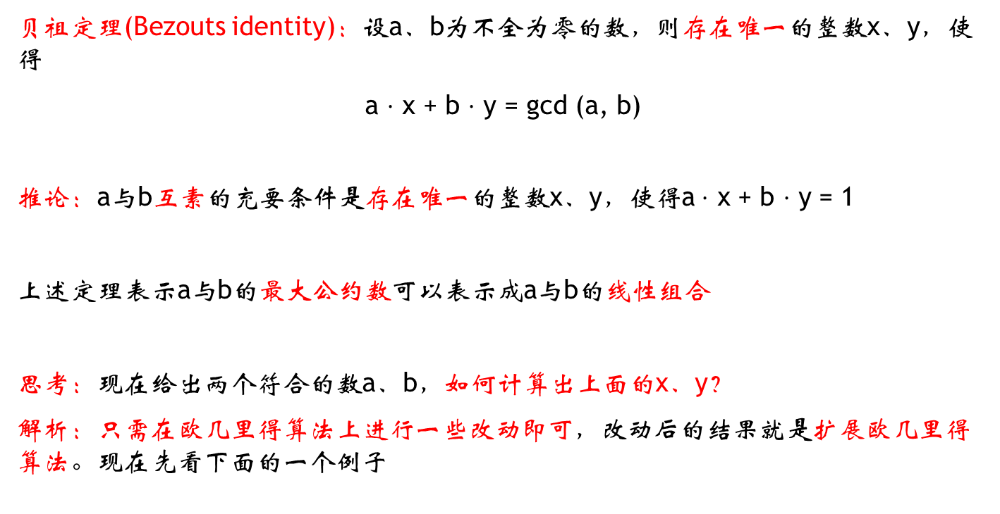 贝祖定理(Bezouts identity)：设a、b为不全为零的数，则存在唯一的整数x、y，使
得
a · x + b · y = gcd (a, b)
推论：a与b互素的充要条件是存在唯一的整数x、y，使得a · x + b · y = 1
上述定理表示a与b的最大公约数可以表示成a与b的线性组合
思考：现在给出两个符合的数a、b，如何计算出上面的x、y？
解析：只需在欧几里得算法上进行一些改动即可，改动后的结果就是扩展欧几里得
算法。现在先看下面的一个例子